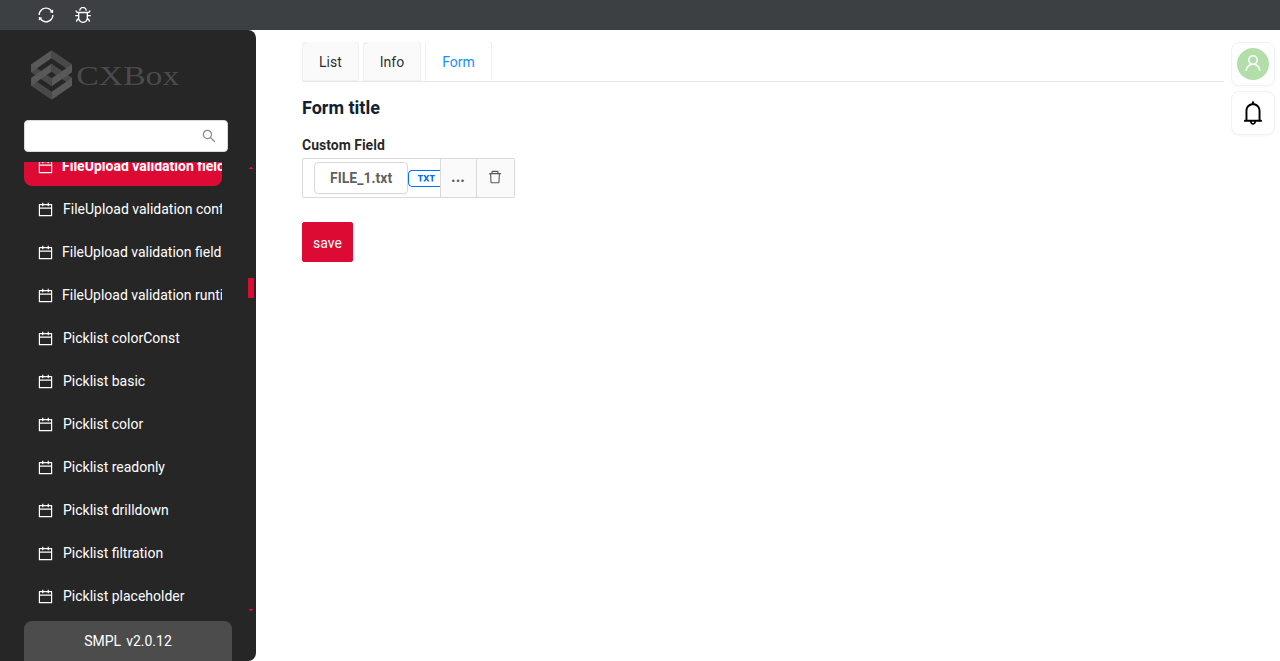 CXBox
FileUpload validation field
FileUpload validation conf
FileUpload validation field
FileUpload validation runti
Picklist colorConst
Picklist basic
Picklist color
Picklist readonly
Picklist drilldown
Picklist filtration
Picklist placeholder
SMPL v2.0.12
List
Info
Form
Form title
Custom Field
FILE_1.txt
TXT
...
save